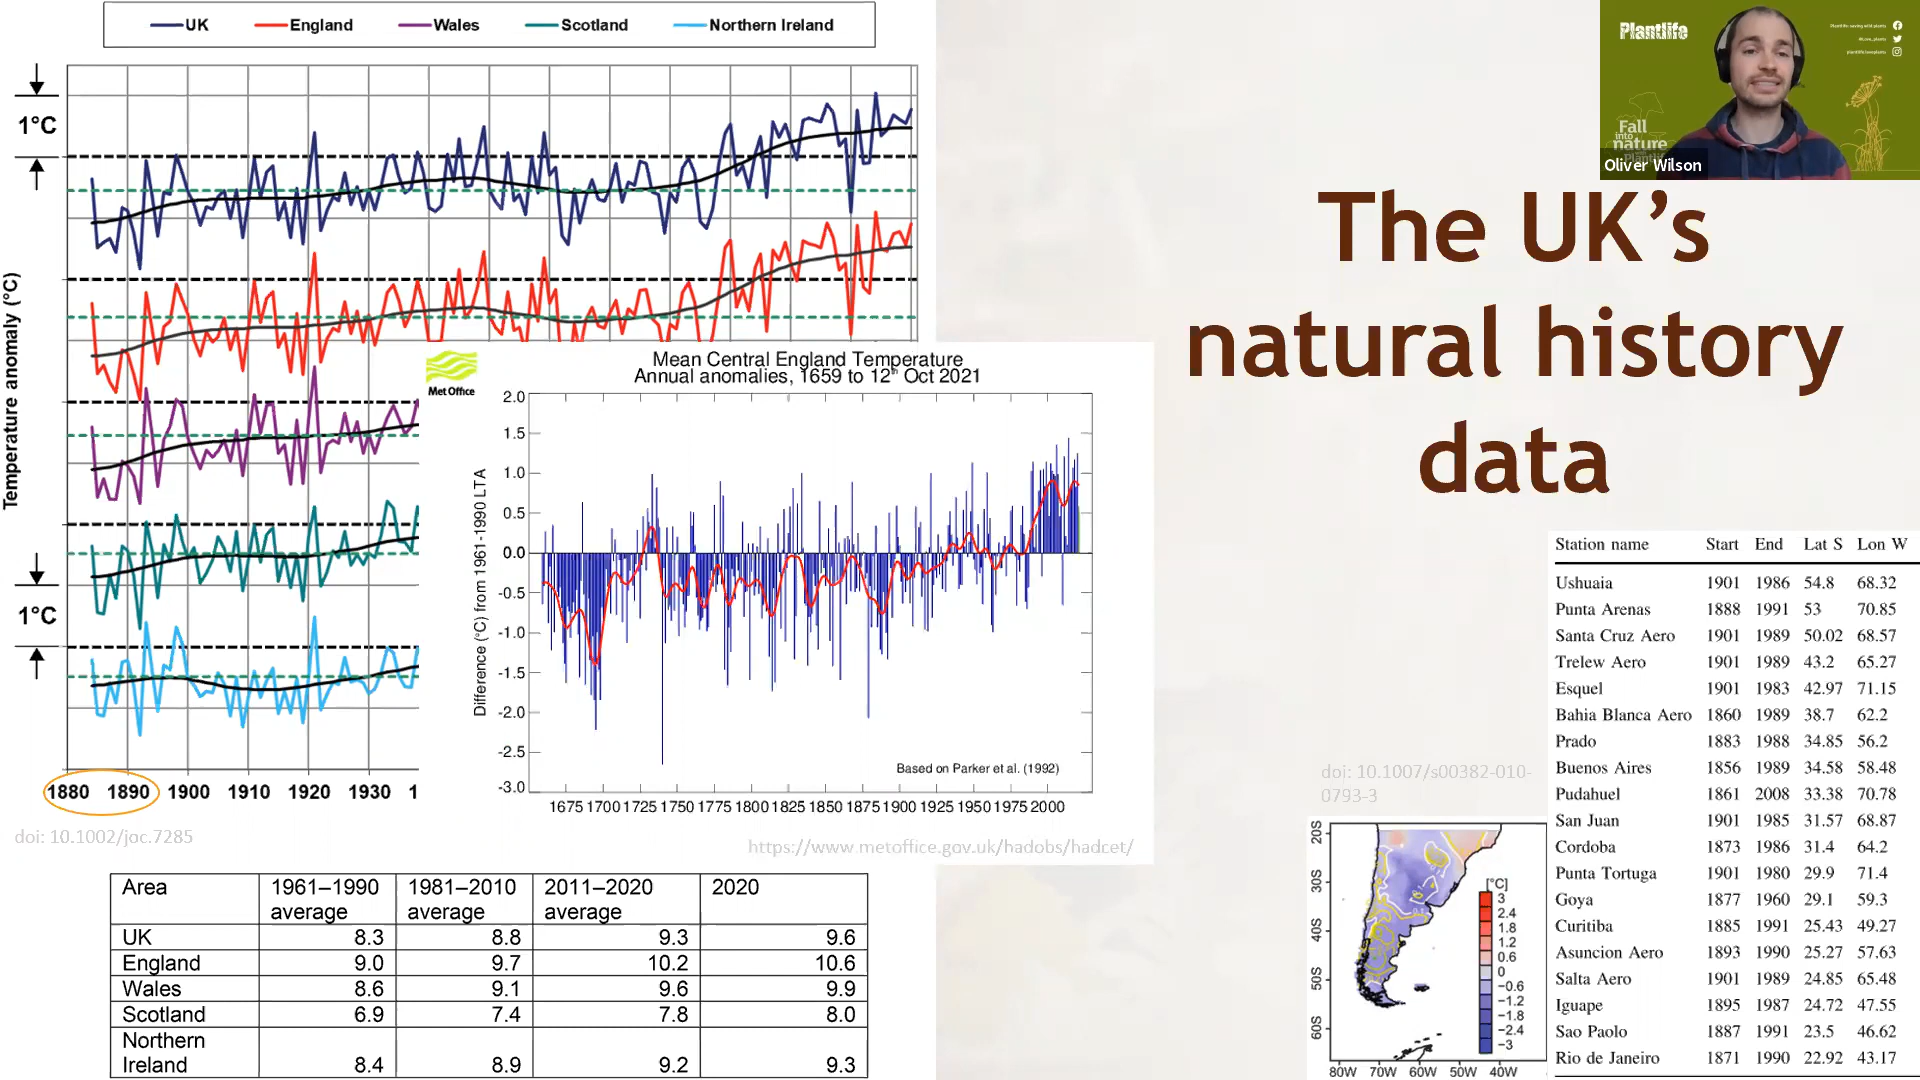 UK England Wales Scotland Northern Ireland
1°C
Temperature anomaly (°C)
1°C
1880 1890 1900 1910 1920 1930 1
doi: 10.1002/joc.7285
Met Office
Mean Central England Temperature
Annual anomalies, 1659 to 12th Oct 2021
Difference (°C) from 1961-1990 LTA
2.0
1.5
1.0
0.5
0.0
-0.5
-1.0
-1.5
-2.0
-2.5
-3.0
Based on Parker et al. (1992)
1675 1700 1725 1750 1775 1800 1825 1850 1875 1900 1925 1950 1975 2000
https://www.metoffice.gov.uk/hadobs/hadcet/
Area 1961–1990 average 1981–2010 average 2011–2020 average 2020
UK 8.3 8.8 9.3 9.6
England 9.0 9.7 10.2 10.6
Wales 8.6 9.1 9.6 9.9
Scotland 6.9 7.4 7.8 8.0
Northern Ireland 8.4 8.9 9.2 9.3
Plantlife
Fall
into
nature
Oliver Wilson
The UK's
natural history
data
Station name Start End Lat S Lon W
Ushuaia 1901 1986 54.8 68.32
Punta Arenas 1888 1991 53 70.85
Santa Cruz Aero 1901 1989 50.02 68.57
Trelew Aero 1901 1989 43.2 65.27
Esquel 1901 1983 42.97 71.15
Bahia Blanca Aero 1860 1989 38.7 62.2
Prado 1883 1988 34.85 56.2
Buenos Aires 1856 1989 34.58 58.48
Pudahuel 1861 2008 33.38 70.78
San Juan 1901 1985 31.57 68.87
Cordoba 1873 1986 31.4 64.2
Punta Tortuga 1901 1980 29.9 71.4
Goya 1877 1960 29.1 59.3
Curitiba 1885 1991 25.43 49.27
Asuncion Aero 1893 1990 25.27 57.63
Salta Aero 1901 1989 24.85 65.48
Iguape 1895 1987 24.72 47.55
Sao Paolo 1887 1991 23.5 46.62
Rio de Janeiro 1871 1990 22.92 43.17
doi: 10.1007/s00382-010-
0793-3
20S
30S
40S
50S
60S
[°C]
3
2.4
1.8
1.2
0.6
0
−0.6
−1.2
−1.8
−2.4
−3
80W 70W 60W 50W 40W